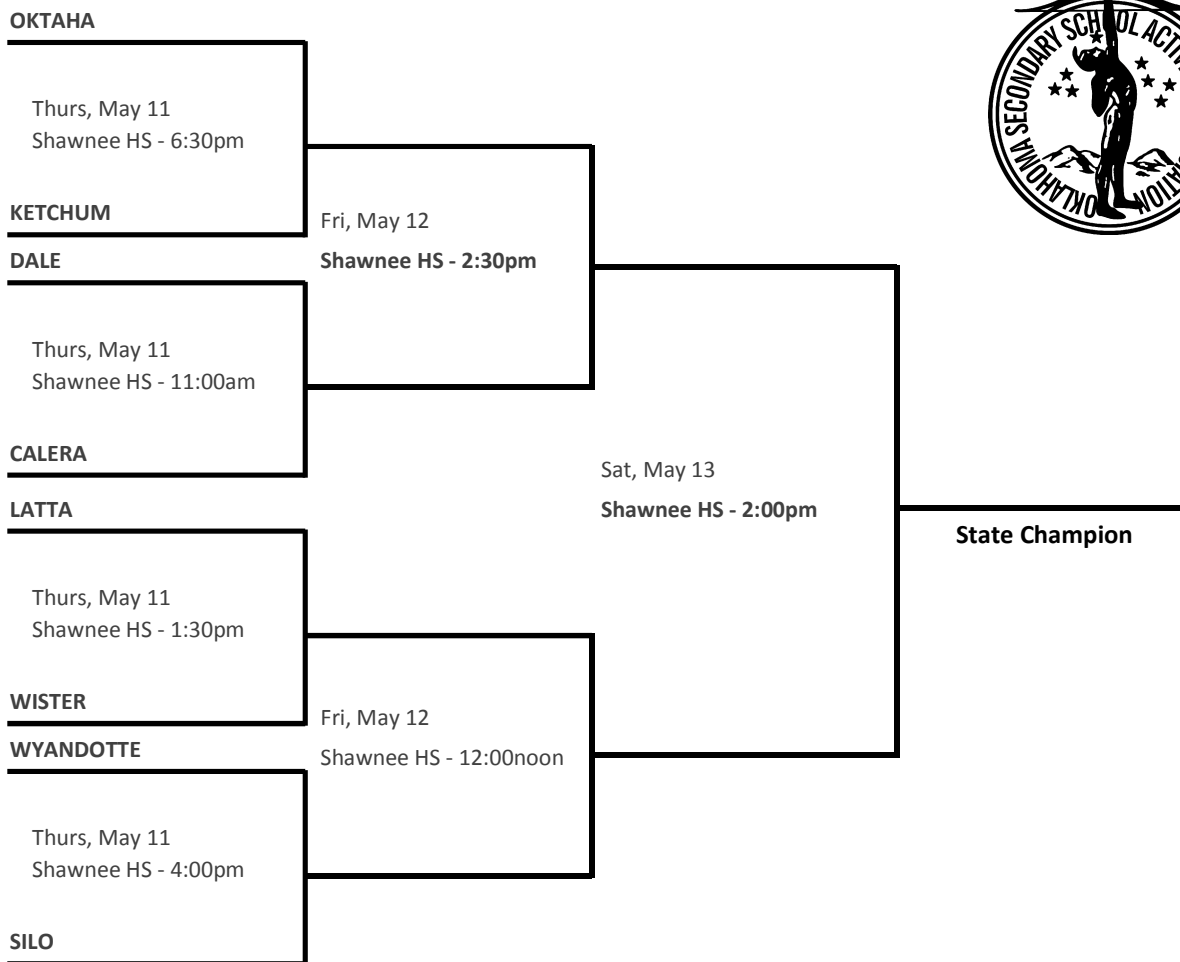 OKTAHA
Thurs, May 11
Shawnee HS - 6:30pm
KETCHUM
Fri, May 12
Shawnee HS - 2:30pm
DALE
Thurs, May 11
Shawnee HS - 11:00am
CALERA
Sat, May 13
Shawnee HS - 2:00pm
State Champion
LATTA
Thurs, May 11
Shawnee HS - 1:30pm
WISTER
Fri, May 12
Shawnee HS - 12:00noon
WYANDOTTE
Thurs, May 11
Shawnee HS - 4:00pm
SILO
OKLAHOMA SECONDARY SCHOOL